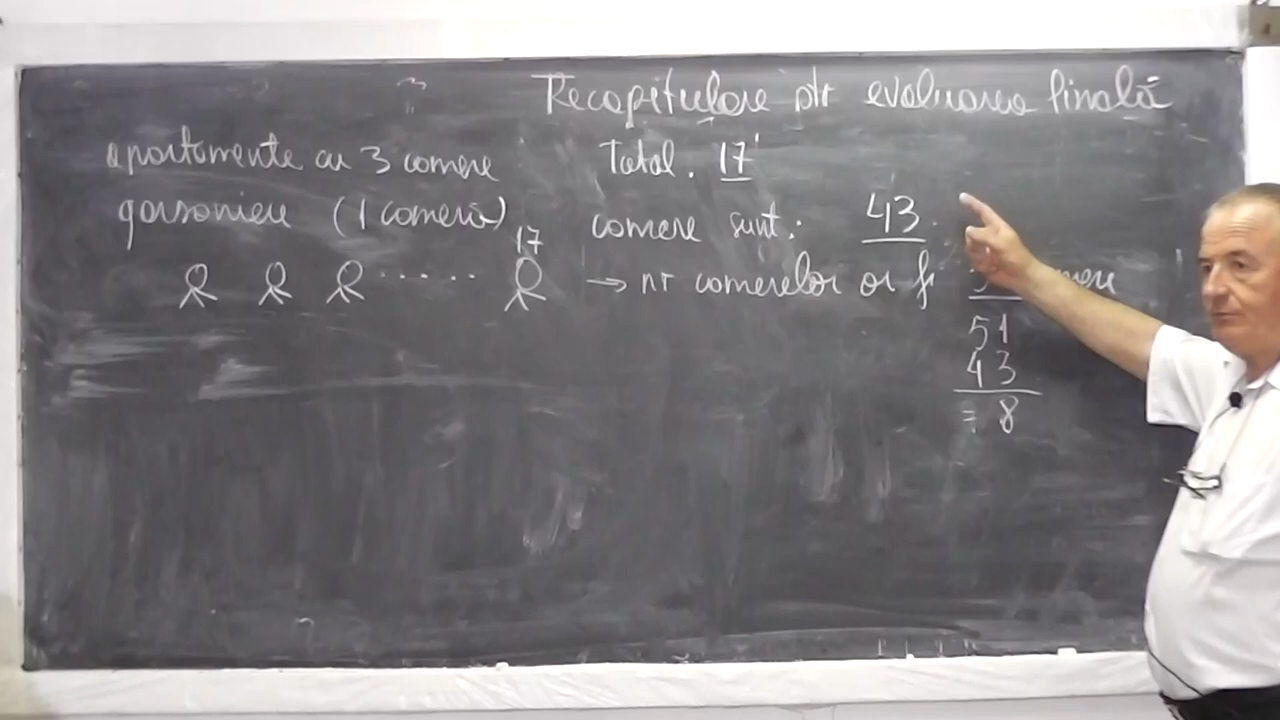 Recapitulare ptr evaluarea finală
apartamente cu 3 camere Total. 17
garsoniere (1 cameră) camere sunt: 43
17
→ nr camerelor ar fi
51
43
= 8